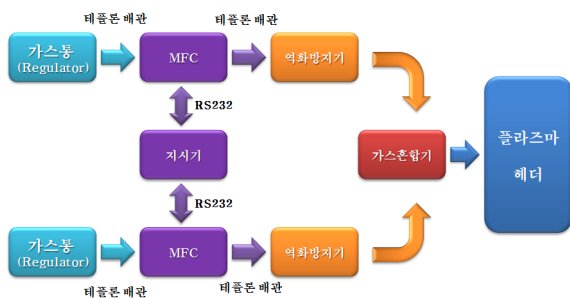 테플론 배관
테플론 배관
가스통
(Regulator)
MFC
역화방지기
RS232
지시기
가스혼합기
플라즈마
헤더
RS232
가스통
(Regulator)
MFC
역화방지기
테플론 배관
테플론 배관